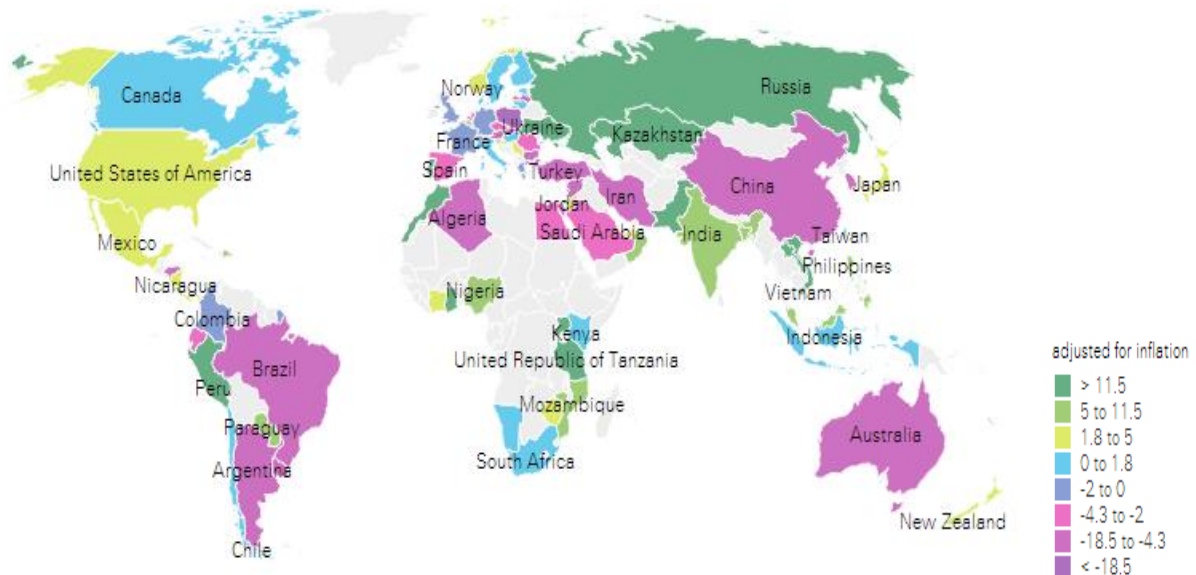 Canada
Norway
Russia
Ukraine
Kazakhstan
France
United States of America
Spain
Turkey
China
Japan
Iran
Jordan
Algeria
Saudi Arabia
India
Mexico
Taiwan
Philippines
Nicaragua
Nigeria
Vietnam
Colombia
Kenya
Indonesia
United Republic of Tanzania
Brazil
Peru
Mozambique
Paraguay
Australia
South Africa
Argentina
New Zealand
Chile
adjusted for inflation
> 11.5
5 to 11.5
1.8 to 5
0 to 1.8
-2 to 0
-4.3 to -2
-18.5 to -4.3
< -18.5